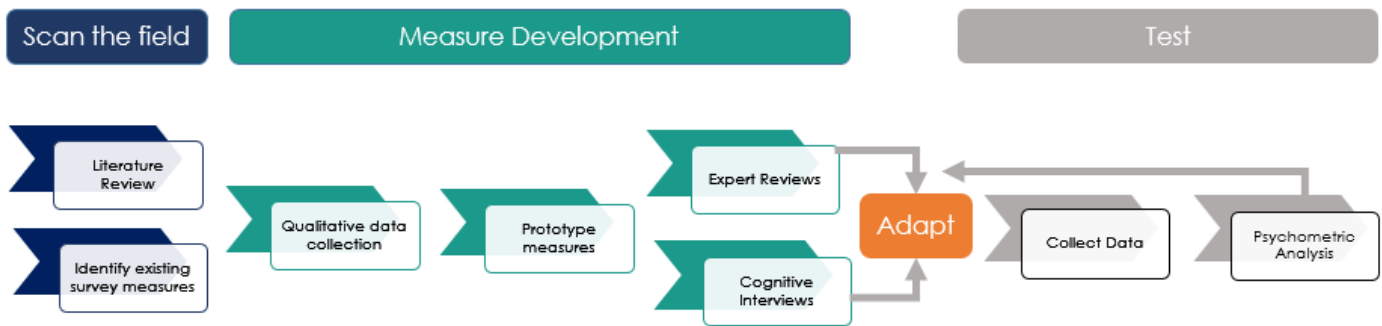 Scan the field
Measure Development
Test
Literature
Review
Identify existing
survey measures
Qualitative data
collection
Prototype
measures
Expert Reviews
Cognitive
Interviews
Adapt
Collect Data
Psychometric
Analysis